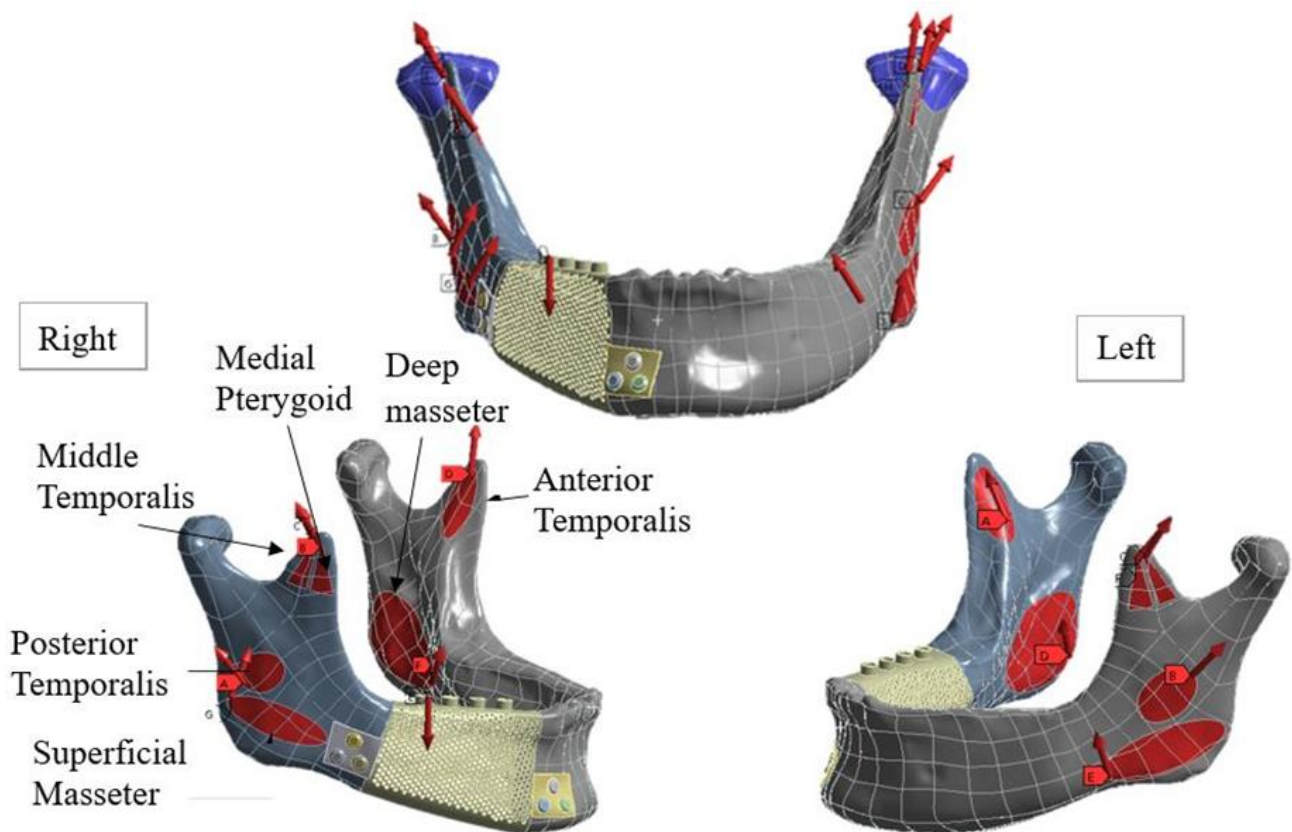 Right
Left
Medial
Pterygoid
Deep
masseter
Middle
Temporalis
Anterior
Temporalis
Posterior
Temporalis
Superficial
Masseter
C
G
D
B
A
G
A
D
B
E